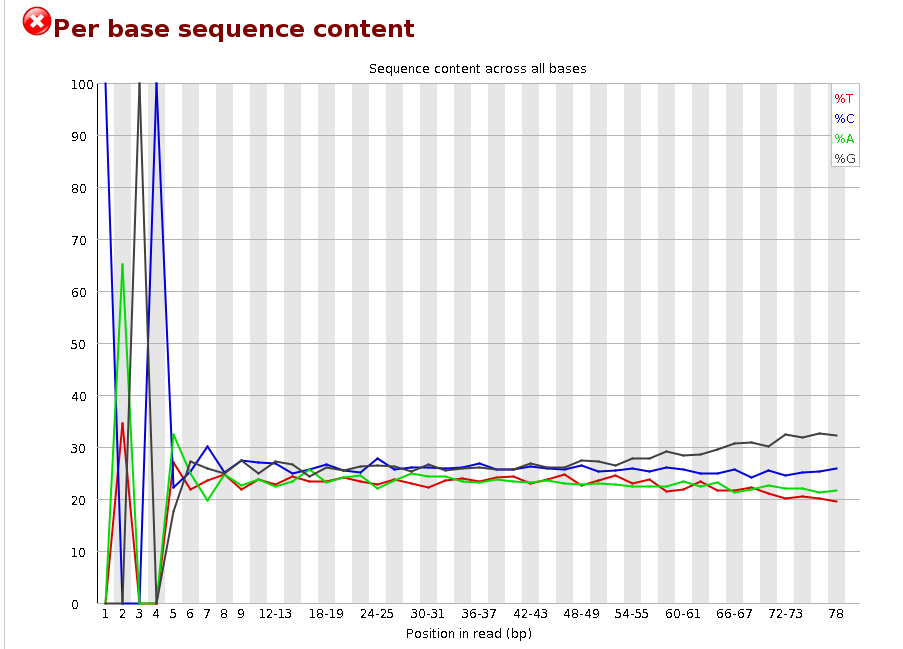 Per base sequence content
Sequence content across all bases
%T
%C
%A
%G
100
90
80
70
60
50
40
30
20
10
0
1 2 3 4 5 6 7 8 9 12-13 18-19 24-25 30-31 36-37 42-43 48-49 54-55 60-61 66-67 72-73 78
Position in read (bp)